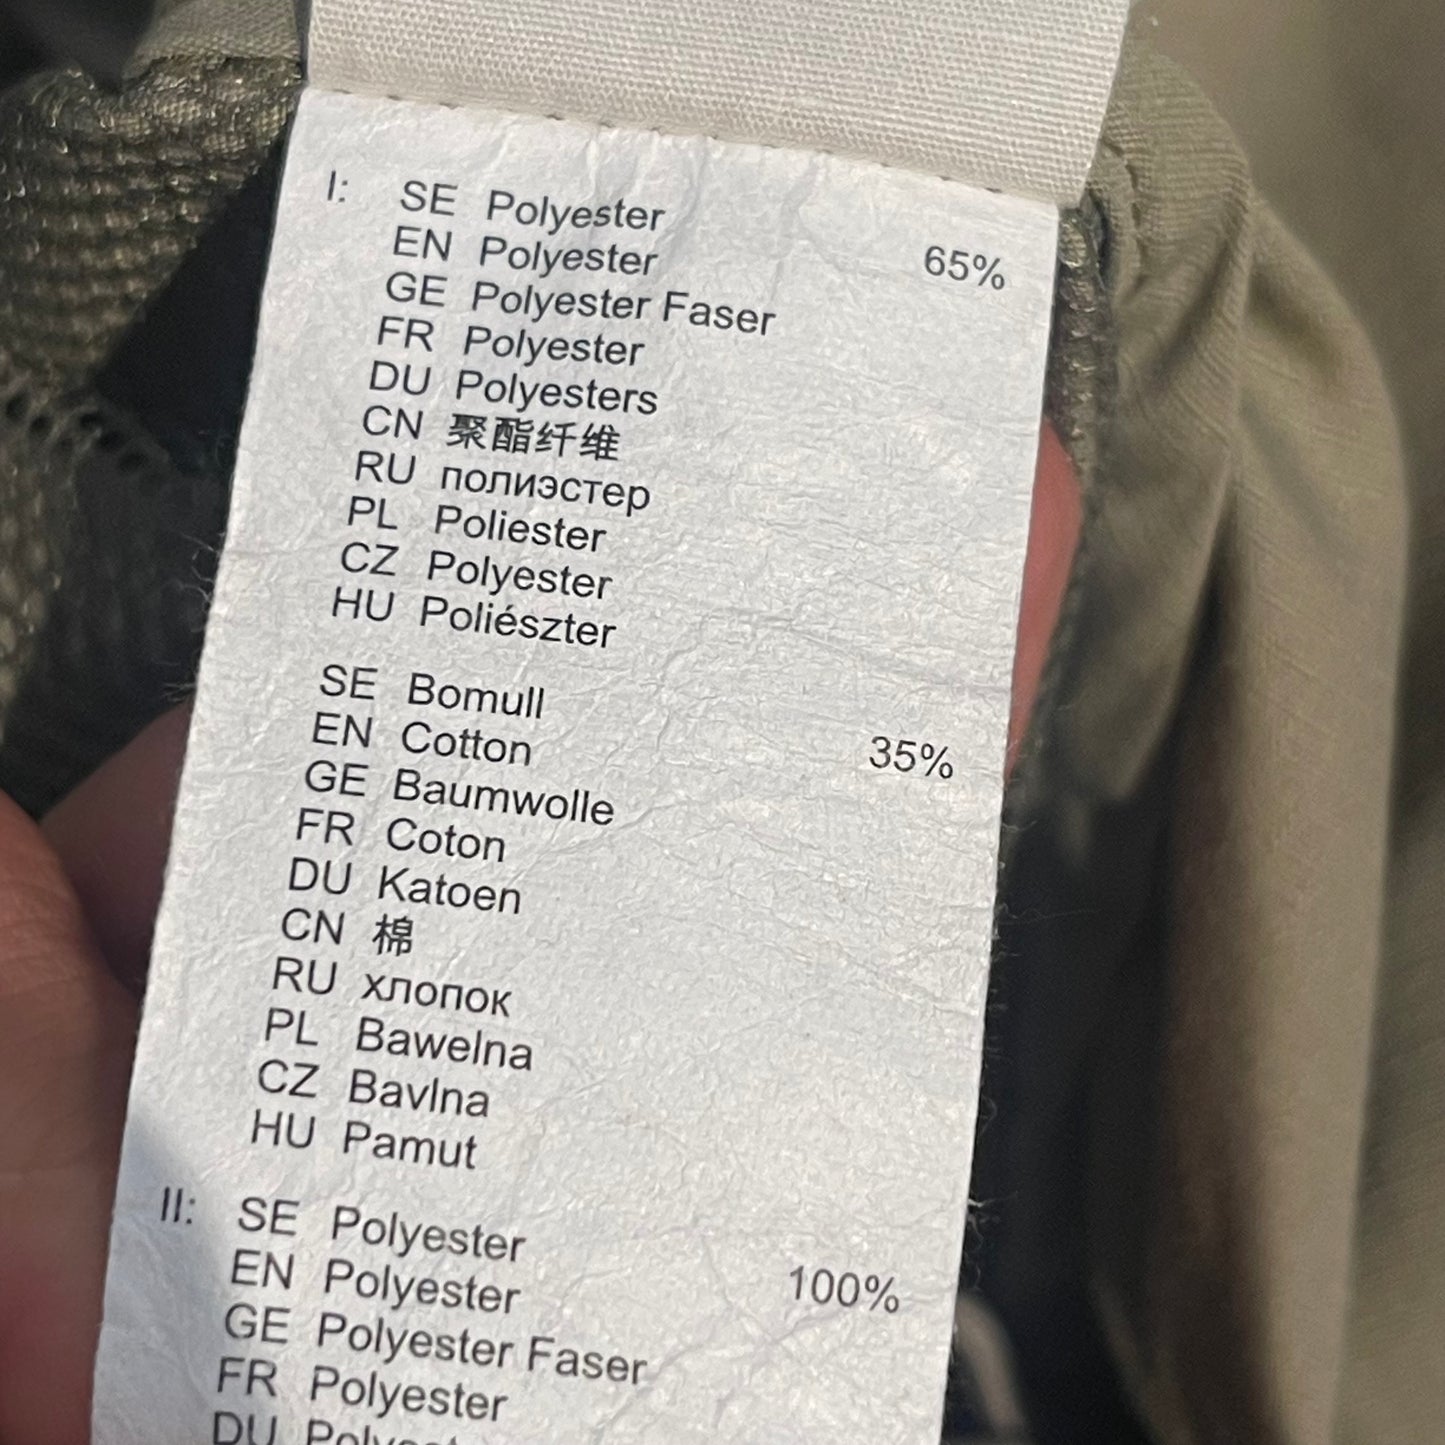 I: SE Polyester 65%
EN Polyester
GE Polyester Faser
FR Polyester
DU Polyesters
CN 聚酯纤维
RU полиэстер
PL Poliester
CZ Polyester
HU Poliészter
SE Bomull 35%
EN Cotton
GE Baumwolle
FR Coton
DU Katoen
CN 棉
RU хлопок
PL Bawelna
CZ Bavlna
HU Pamut
II: SE Polyester 100%
EN Polyester
GE Polyester Faser
FR Polyester
DU